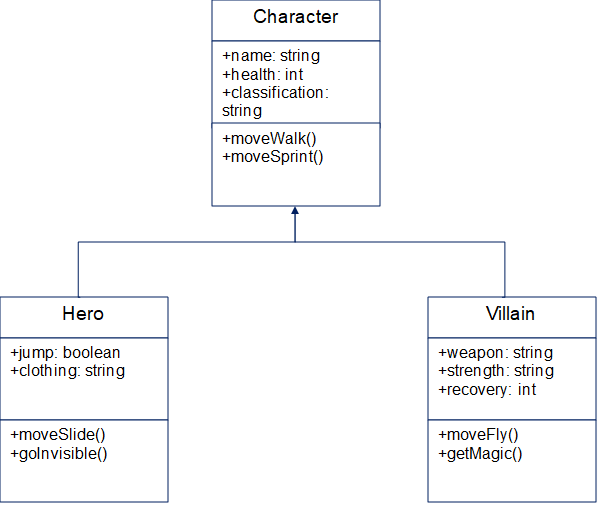 Character
+name: string
+health: int
+classification:
string
+moveWalk()
+moveSprint()
Hero
+jump: boolean
+clothing: string
+moveSlide()
+goInvisible()
Villain
+weapon: string
+strength: string
+recovery: int
+moveFly()
+getMagic()